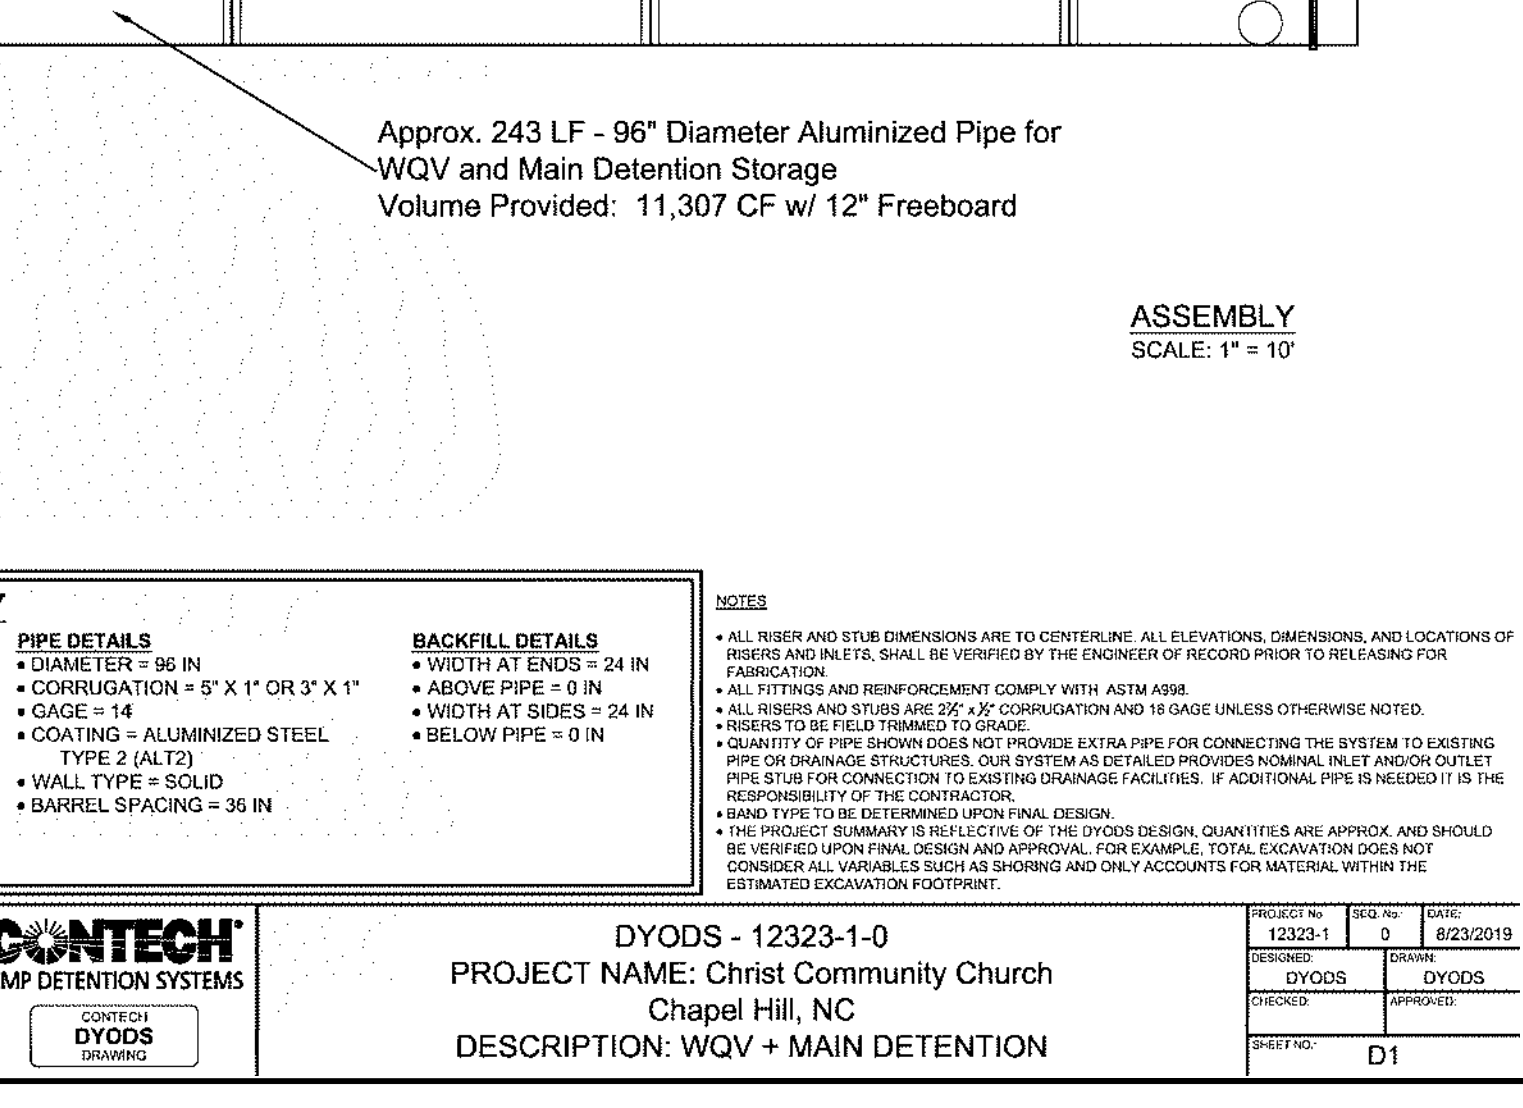 Approx. 243 LF - 96" Diameter Aluminized Pipe for
WQV and Main Detention Storage
Volume Provided: 11,307 CF w/ 12" Freeboard
ASSEMBLY
SCALE: 1" = 10'
PIPE DETAILS
• DIAMETER = 96 IN
• CORRUGATION = 5" X 1" OR 3" X 1"
• GAGE = 14
• COATING = ALUMINIZED STEEL
TYPE 2 (ALT2)
• WALL TYPE = SOLID
• BARREL SPACING = 36 IN
BACKFILL DETAILS
• WIDTH AT ENDS = 24 IN
• ABOVE PIPE = 0 IN
• WIDTH AT SIDES = 24 IN
• BELOW PIPE = 0 IN
NOTES
• ALL RISER AND STUB DIMENSIONS ARE TO CENTERLINE. ALL ELEVATIONS, DIMENSIONS, AND LOCATIONS OF
RISERS AND INLETS, SHALL BE VERIFIED BY THE ENGINEER OF RECORD PRIOR TO RELEASING FOR
FABRICATION.
• ALL FITTINGS AND REINFORCEMENT COMPLY WITH ASTM A998.
• ALL RISERS AND STUBS ARE 2⅔" x ½" CORRUGATION AND 16 GAGE UNLESS OTHERWISE NOTED.
• RISERS TO BE FIELD TRIMMED TO GRADE.
• QUANTITY OF PIPE SHOWN DOES NOT PROVIDE EXTRA PIPE FOR CONNECTING THE SYSTEM TO EXISTING
PIPE OR DRAINAGE STRUCTURES. OUR SYSTEM AS DETAILED PROVIDES NOMINAL INLET AND/OR OUTLET
PIPE STUB FOR CONNECTION TO EXISTING DRAINAGE FACILITIES. IF ADDITIONAL PIPE IS NEEDED IT IS THE
RESPONSIBILITY OF THE CONTRACTOR.
• BAND TYPE TO BE DETERMINED UPON FINAL DESIGN.
• THE PROJECT SUMMARY IS REFLECTIVE OF THE DYODS DESIGN, QUANTITIES ARE APPROX. AND SHOULD
BE VERIFIED UPON FINAL DESIGN AND APPROVAL. FOR EXAMPLE, TOTAL EXCAVATION DOES NOT
CONSIDER ALL VARIABLES SUCH AS SHORING AND ONLY ACCOUNTS FOR MATERIAL WITHIN THE
ESTIMATED EXCAVATION FOOTPRINT.
CONTECH®
MP DETENTION SYSTEMS
CONTECH
DYODS
DRAWING
DYODS - 12323-1-0
PROJECT NAME: Christ Community Church
Chapel Hill, NC
DESCRIPTION: WQV + MAIN DETENTION
PROJECT No.: SEQ. No.: DATE:
12323-1 0 8/23/2019
DESIGNED: DRAWN:
DYODS DYODS
CHECKED: APPROVED:
SHEET NO.: D1